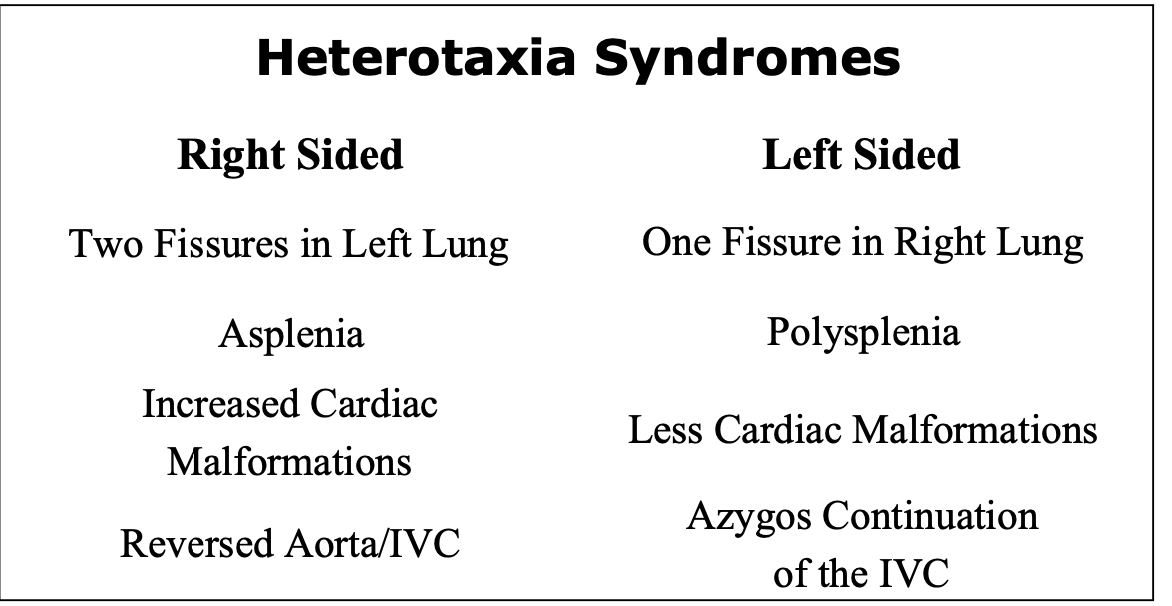 Heterotaxia Syndromes
Right Sided
Left Sided
Two Fissures in Left Lung
One Fissure in Right Lung
Asplenia
Polysplenia
Increased Cardiac
Malformations
Less Cardiac Malformations
Reversed Aorta/IVC
Azygos Continuation
of the IVC